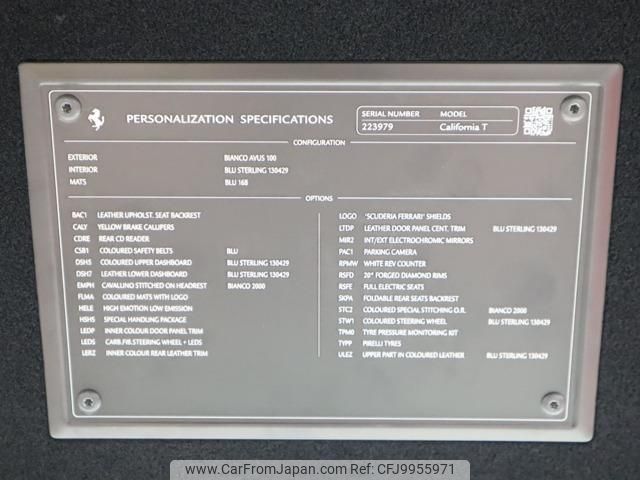 PERSONALIZATION SPECIFICATIONS
SERIAL NUMBER MODEL
223979 California T
CONFIGURATION
EXTERIOR BIANCO AVUS 100
INTERIOR BLU STERLING 130429
MATS BLU 168
OPTIONS
BAC1 LEATHER UPHOLST. SEAT BACKREST
CALY YELLOW BRAKE CALLIPERS
CDRE REAR CD READER
CSB1 COLOURED SAFETY BELTS BLU
DSH5 COLOURED UPPER DASHBOARD BLU STERLING 130429
DSH7 LEATHER LOWER DASHBOARD BLU STERLING 130429
EMPH CAVALLINO STITCHED ON HEADREST BIANCO 2000
FLMA COLOURED MATS WITH LOGO
HELE HIGH EMOTION LOW EMISSION
HSHS SPECIAL HANDLING PACKAGE
LEDP INNER COLOUR DOOR PANEL TRIM
LEDS CARB.FIB.STEERING WHEEL + LEDS
LERZ INNER COLOUR REAR LEATHER TRIM
LOGO 'SCUDERIA FERRARI' SHIELDS
LTDP LEATHER DOOR PANEL CENT. TRIM BLU STERLING 130429
MIR2 INT/EXT ELECTROCHROMIC MIRRORS
PAC1 PARKING CAMERA
RPMW WHITE REV COUNTER
RSFD 20" FORGED DIAMOND RIMS
RSFE FULL ELECTRIC SEATS
SKPA FOLDABLE REAR SEATS BACKREST
STC2 COLOURED SPECIAL STITCHING O.R. BIANCO 2000
STW1 COLOURED STEERING WHEEL BLU STERLING 130429
TPM0 TYRE PRESSURE MONITORING KIT
TYPP PIRELLI TYRES
ULEZ UPPER PART IN COLOURED LEATHER BLU STERLING 130429
CAR FROM JAPAN carfromjapan.com Car ID: CFJ9955971